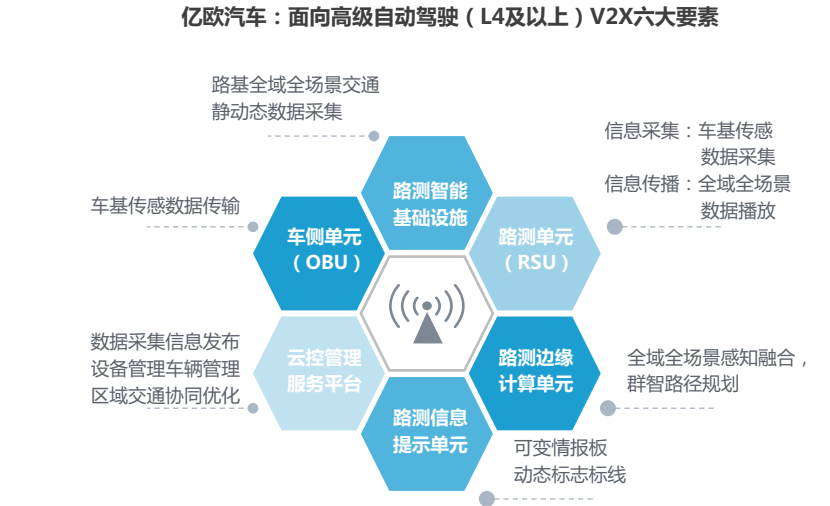 亿欧汽车：面向高级自动驾驶（L4及以上）V2X六大要素
路基全域全场景交通
静动态数据采集
信息采集：车基传感
数据采集
信息传播：全域全场景
数据播放
车基传感数据传输
路测智能
基础设施
车侧单元
（OBU）
路测单元
（RSU）
数据采集信息发布
设备管理车辆管理
区域交通协同优化
云控管理
服务平台
路测边缘
计算单元
全域全场景感知融合，
群智路径规划
路测信息
提示单元
可变情报板
动态标志标线